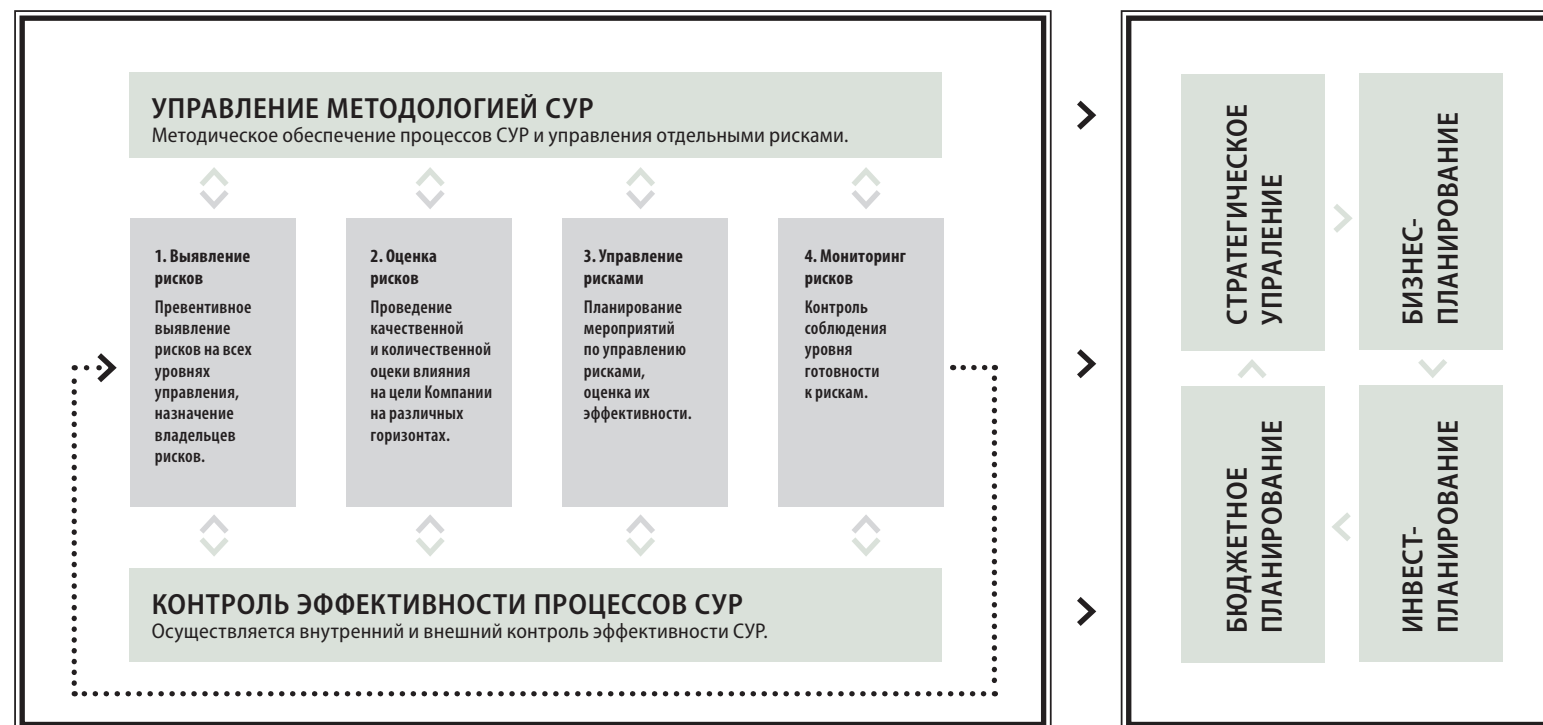 УПРАВЛЕНИЕ МЕТОДОЛОГИЕЙ СУР
Методическое обеспечение процессов СУР и управления отдельными рисками.
1. Выявление
рисков
Превентивное
выявление
рисков на всех
уровнях
управления,
назначение
владельцев
рисков.
2. Оценка
рисков
Проведение
качественной
и количественной
оцеки влияния
на цели Компании
на различных
горизонтах.
3. Управление
рисками
Планирование
мероприятий
по управлению
рисками,
оценка их
эффективности.
4. Мониторинг
рисков
Контроль
соблюдения
уровня
готовности
к рискам.
КОНТРОЛЬ ЭФФЕКТИВНОСТИ ПРОЦЕССОВ СУР
Осуществляется внутренний и внешний контроль эффективности СУР.
СТРАТЕГИЧЕСКОЕ
УПРАЛЕНИЕ
БИЗНЕС-
ПЛАНИРОВАНИЕ
БЮДЖЕТНОЕ
ПЛАНИРОВАНИЕ
ИНВЕСТ-
ПЛАНИРОВАНИЕ